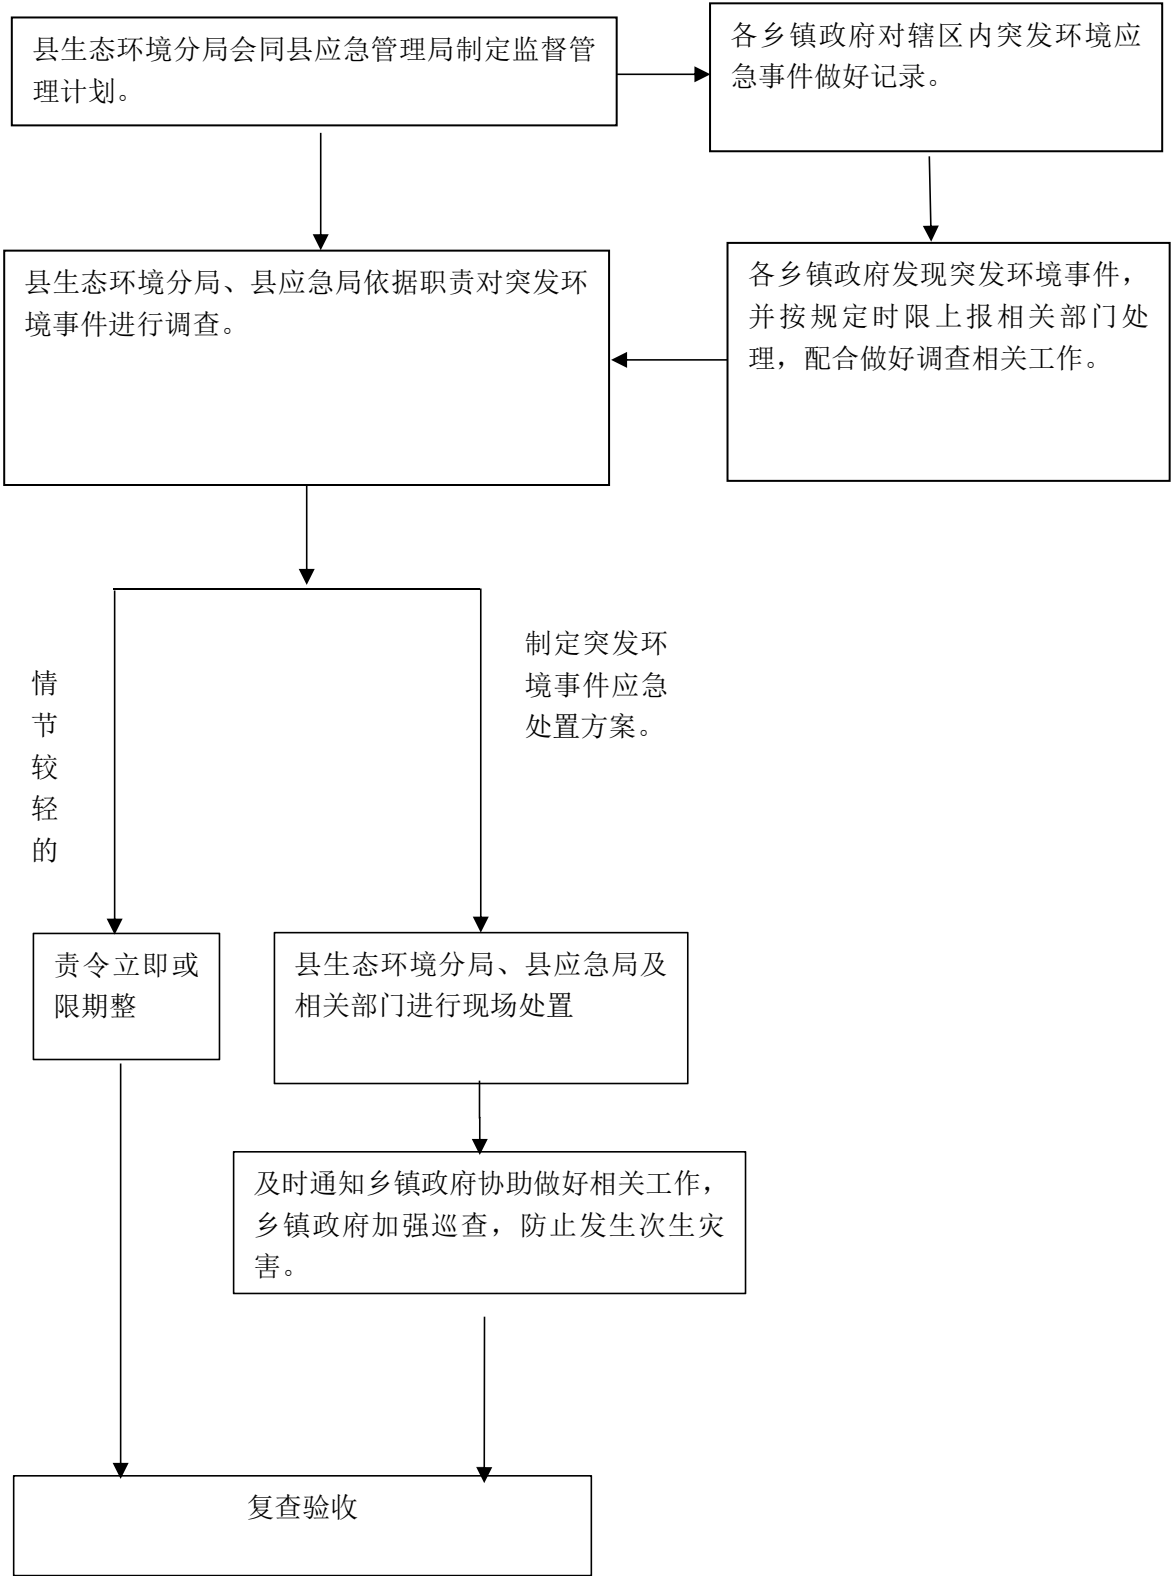 县生态环境分局会同县应急管理局制定监督管
理计划。
各乡镇政府对辖区内突发环境应
急事件做好记录。
县生态环境分局、县应急局依据职责对突发环
境事件进行调查。
各乡镇政府发现突发环境事件，
并按规定时限上报相关部门处
理，配合做好调查相关工作。
情
节
较
轻
的
制定突发环
境事件应急
处置方案。
责令立即或
限期整
县生态环境分局、县应急局及
相关部门进行现场处置
及时通知乡镇政府协助做好相关工作，
乡镇政府加强巡查，防止发生次生灾
害。
复查验收